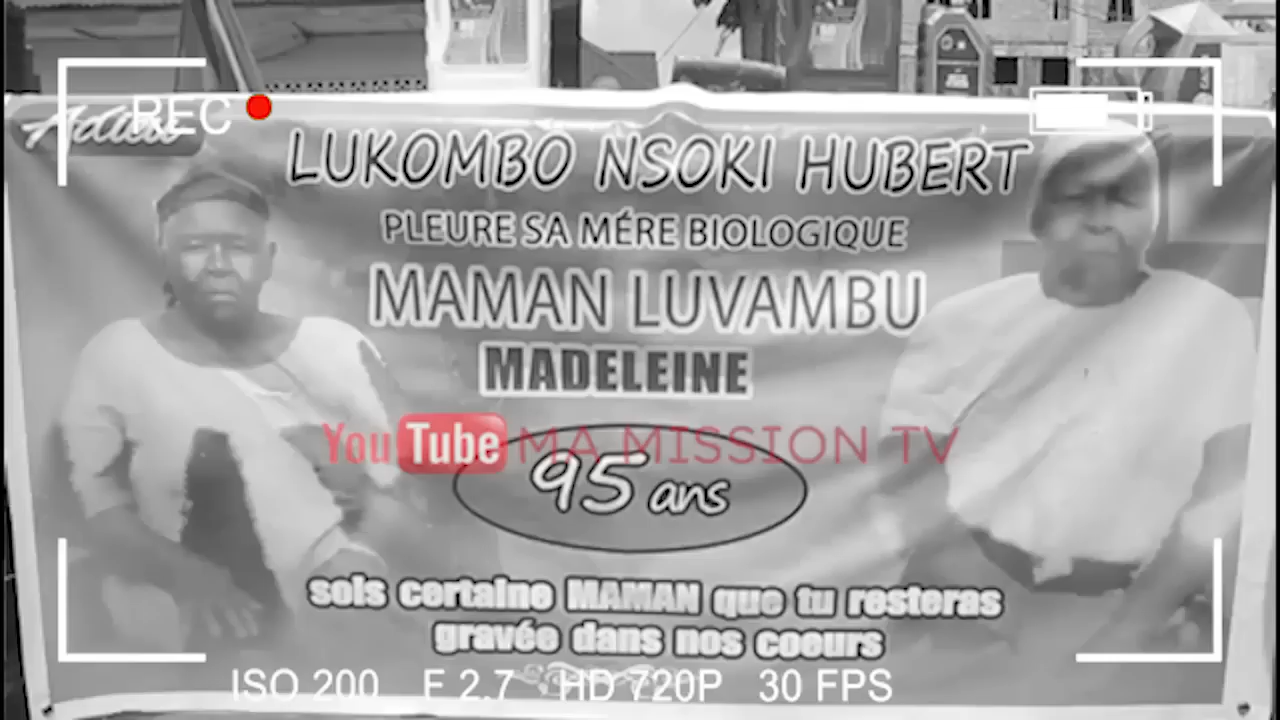 Adieu
REC
LUKOMBO NSOKI HUBERT
PLEURE SA MÉRE BIOLOGIQUE
MAMAN LUVAMBU
MADELEINE
YouTube MA MISSION TV
95 ans
sois certaine MAMAN que tu resteras
gravée dans nos coeurs
ISO 200 F 2.7 HD 720P 30 FPS